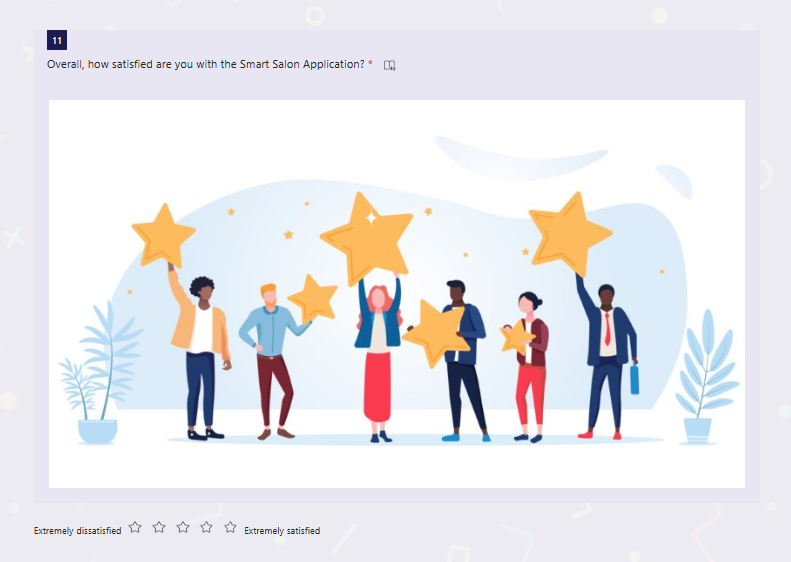 11
Overall, how satisfied are you with the Smart Salon Application? *
Extremely dissatisfied Extremely satisfied